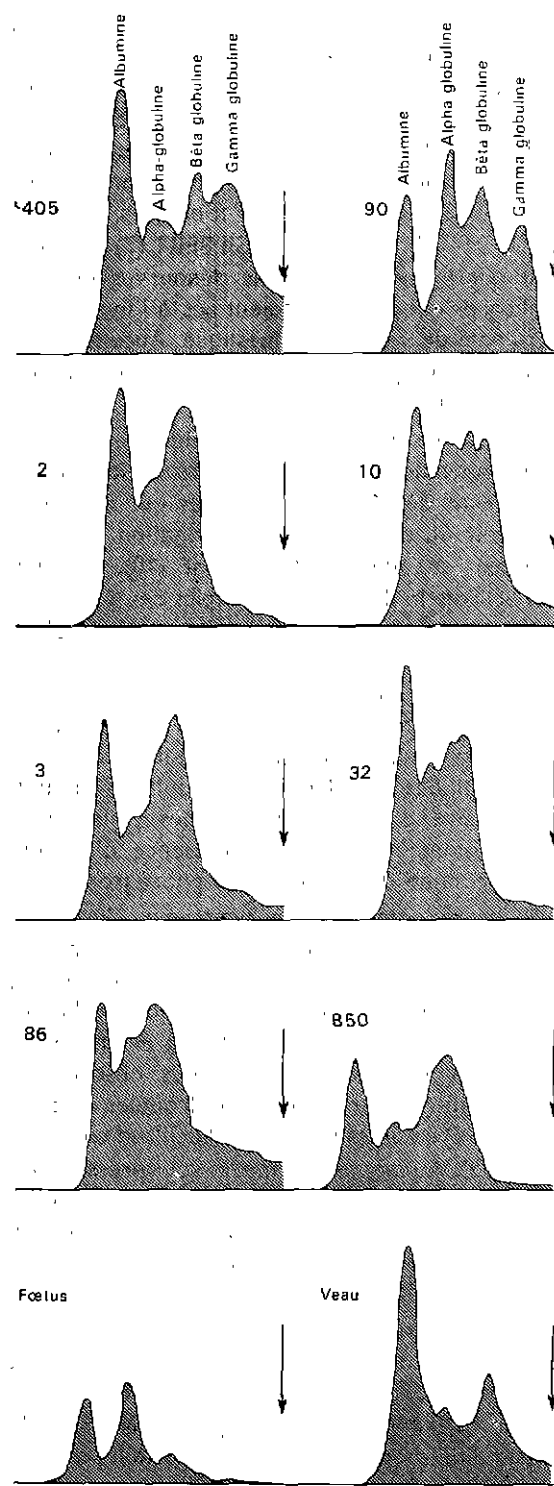 Albumine
Alpha-globuline
Bêta globuline
Gamma globuline
405
Albumine
Alpha globuline
Bêta globuline
Gamma globuline
90
2
10
3
32
86
850
Fœtus
Veau